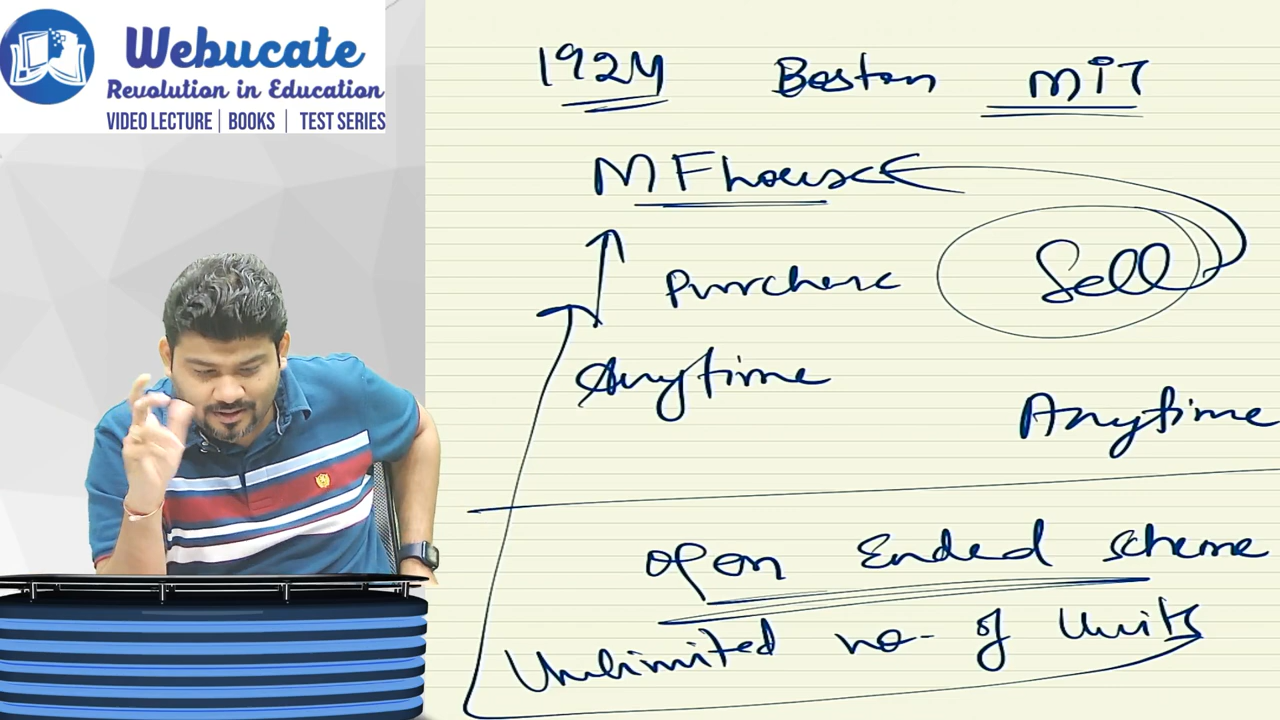 Webucate
Revolution in Education
VIDEO LECTURE | BOOKS | TEST SERIES
1924 Boston MIT
MF house
Purchase Sell
Anytime
Anytime
Open Ended Scheme
Unlimited no. of Units